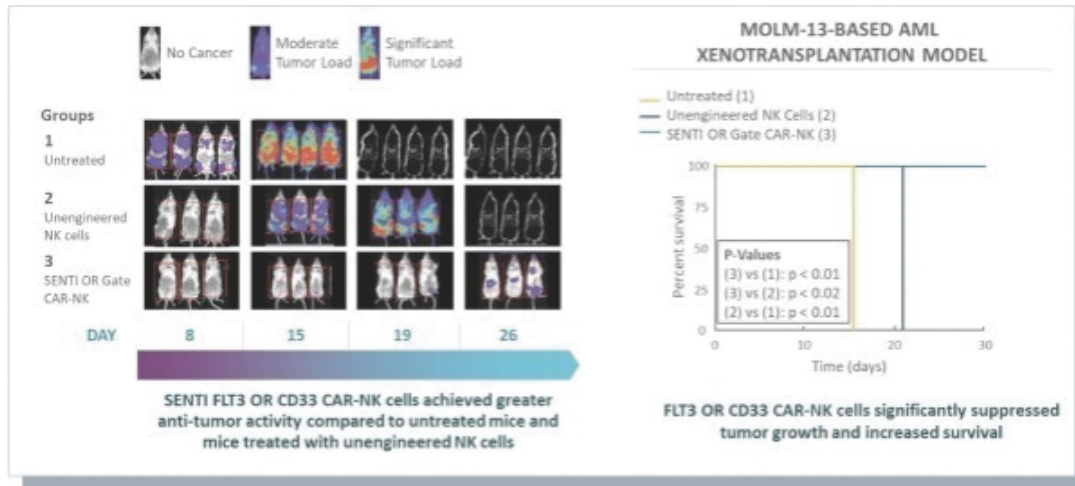 No Cancer
Moderate
Tumor Load
Significant
Tumor Load
Groups
1
Untreated
2
Unengineered
NK cells
3
SENTI OR Gate
CAR-NK
DAY 8 15 19 26
SENTI FLT3 OR CD33 CAR-NK cells achieved greater
anti-tumor activity compared to untreated mice and
mice treated with unengineered NK cells
MOLM-13-BASED AML
XENOTRANSPLANTATION MODEL
Untreated (1)
Unengineered NK Cells (2)
SENTI OR Gate CAR-NK (3)
Percent survival
100
75
50
25
0
P-Values
(3) vs (1): p < 0.01
(3) vs (2): p < 0.02
(2) vs (1): p < 0.01
0 10 20 30
Time (days)
FLT3 OR CD33 CAR-NK cells significantly suppressed
tumor growth and increased survival